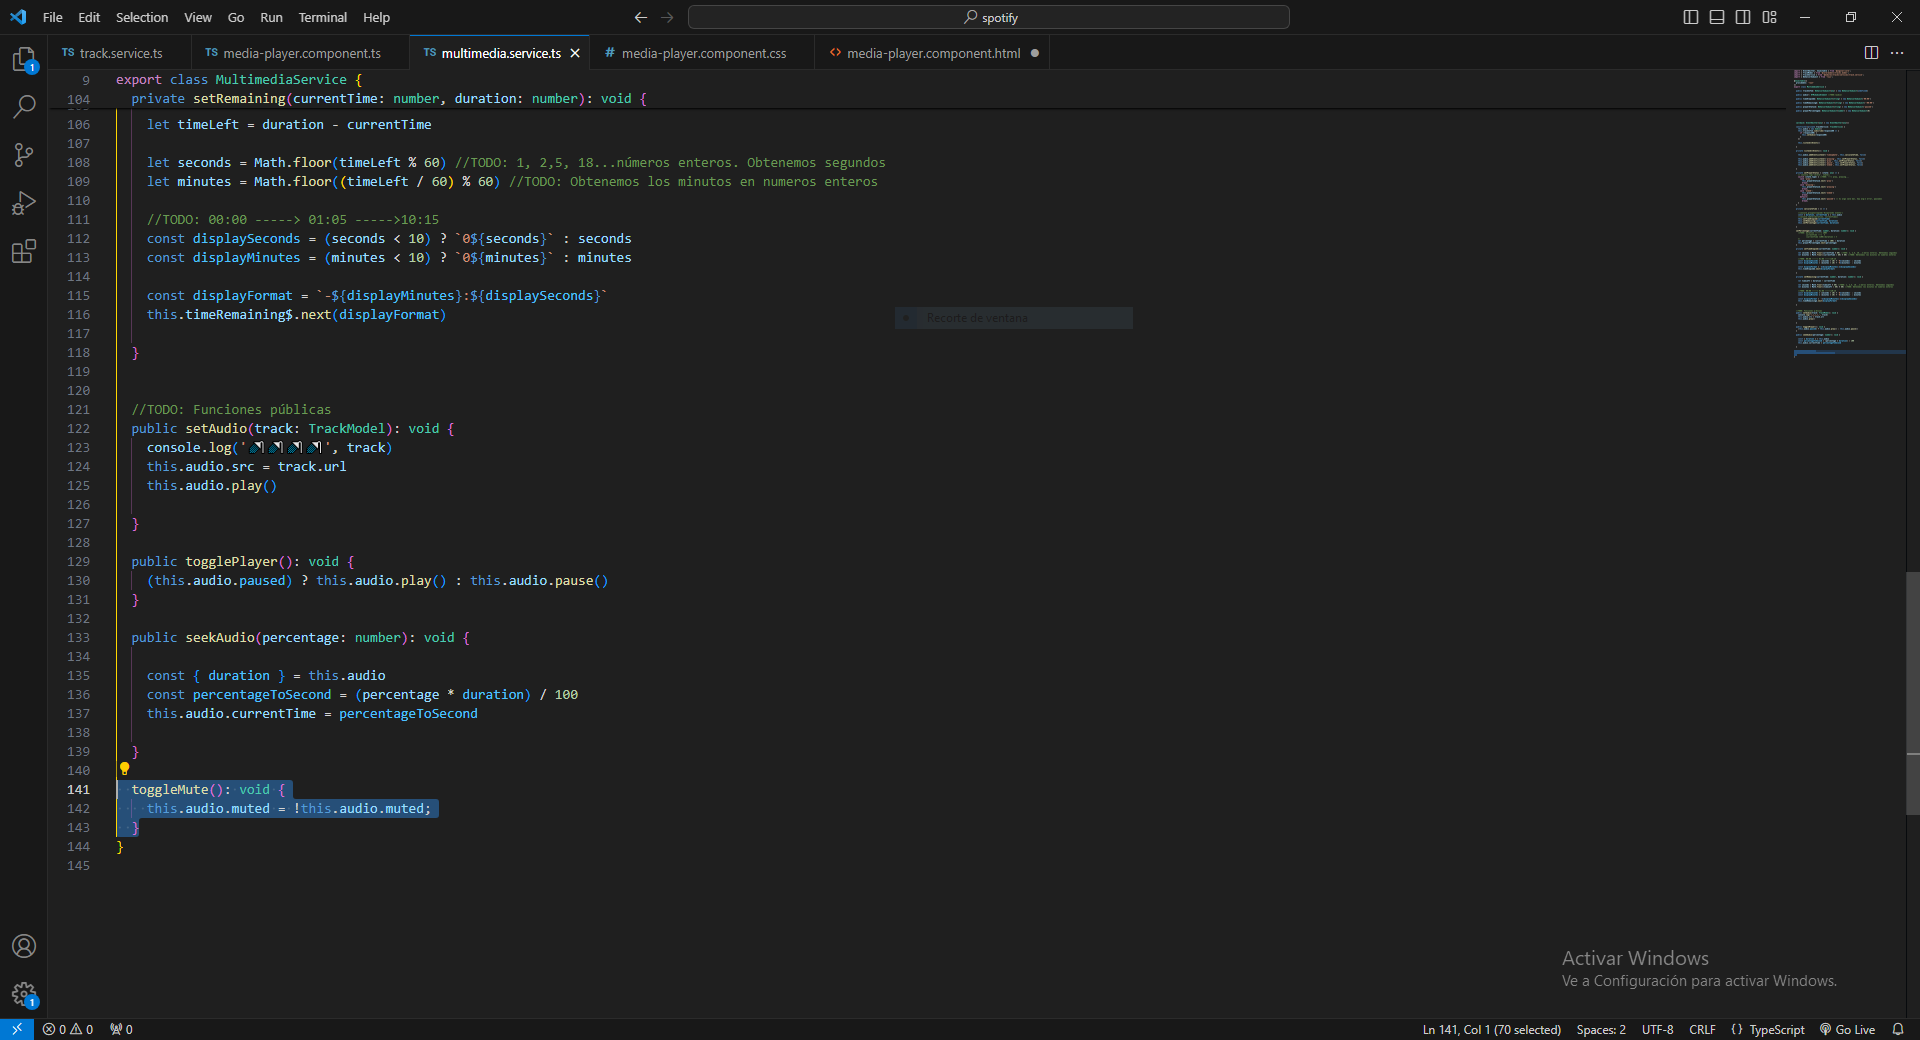 File Edit Selection View Go Run Terminal Help
spotify
TS track.service.ts
TS media-player.component.ts
TS multimedia.service.ts
# media-player.component.css
<> media-player.component.html
9 export class MultimediaService {
104 private setRemaining(currentTime: number, duration: number): void {
106 let timeLeft = duration - currentTime
107
108 let seconds = Math.floor(timeLeft % 60) //TODO: 1, 2,5, 18...números enteros. Obtenemos segundos
109 let minutes = Math.floor((timeLeft / 60) % 60) //TODO: Obtenemos los minutos en numeros enteros
110
111 //TODO: 00:00 -----> 01:05 ----->10:15
112 const displaySeconds = (seconds < 10) ? `0${seconds}` : seconds
113 const displayMinutes = (minutes < 10) ? `0${minutes}` : minutes
114
115 const displayFormat = `-${displayMinutes}:${displaySeconds}`
116 this.timeRemaining$.next(displayFormat)
Recorte de ventana
117
118 }
119
120
121 //TODO: Funciones públicas
122 public setAudio(track: TrackModel): void {
123 console.log('', track)
124 this.audio.src = track.url
125 this.audio.play()
126
127 }
128
129 public togglePlayer(): void {
130 (this.audio.paused) ? this.audio.play() : this.audio.pause()
131 }
132
133 public seekAudio(percentage: number): void {
134
135 const { duration } = this.audio
136 const percentageToSecond = (percentage * duration) / 100
137 this.audio.currentTime = percentageToSecond
138
139 }
140
141 toggleMute(): void {
142 this.audio.muted = !this.audio.muted;
143 }
144 }
145
1
1
Activar Windows
Ve a Configuración para activar Windows.
0 0 0
Ln 141, Col 1 (70 selected) Spaces: 2 UTF-8 CRLF {} TypeScript Go Live